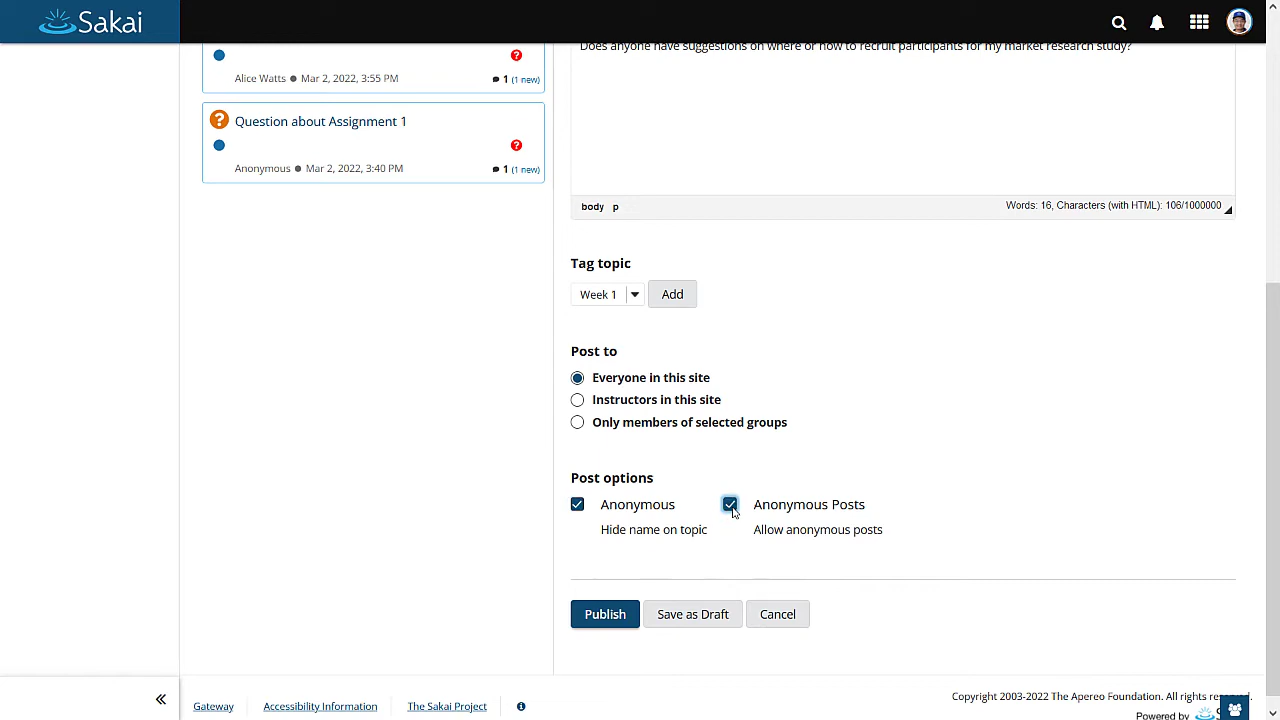 Sakai
Does anyone have suggestions on where or how to recruit participants for my market research study?
Alice Watts Mar 2, 2022, 3:55 PM 1 (1 new)
Question about Assignment 1
Anonymous Mar 2, 2022, 3:40 PM 1 (1 new)
body p Words: 16, Characters (with HTML): 106/1000000
Tag topic
Week 1 Add
Post to
Everyone in this site
Instructors in this site
Only members of selected groups
Post options
Anonymous Anonymous Posts
Hide name on topic Allow anonymous posts
Publish Save as Draft Cancel
Gateway Accessibility Information The Sakai Project
Copyright 2003-2022 The Apereo Foundation. All rights
Powered by